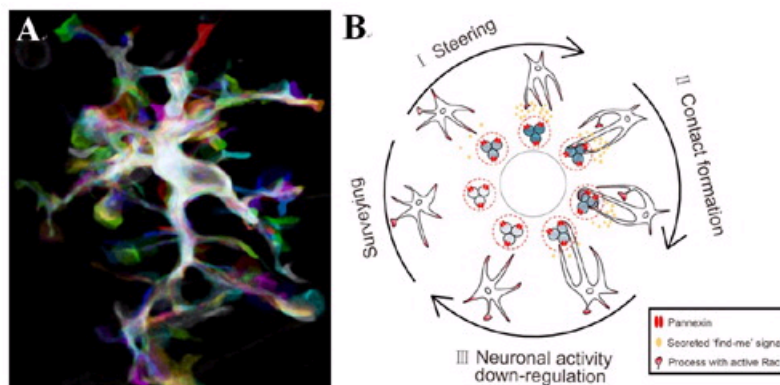 A
B
I Steering
II Contact formation
Surveying
III Neuronal activity
down-regulation
Pannexin
Secreted 'find-me' signa
Process with active Rac